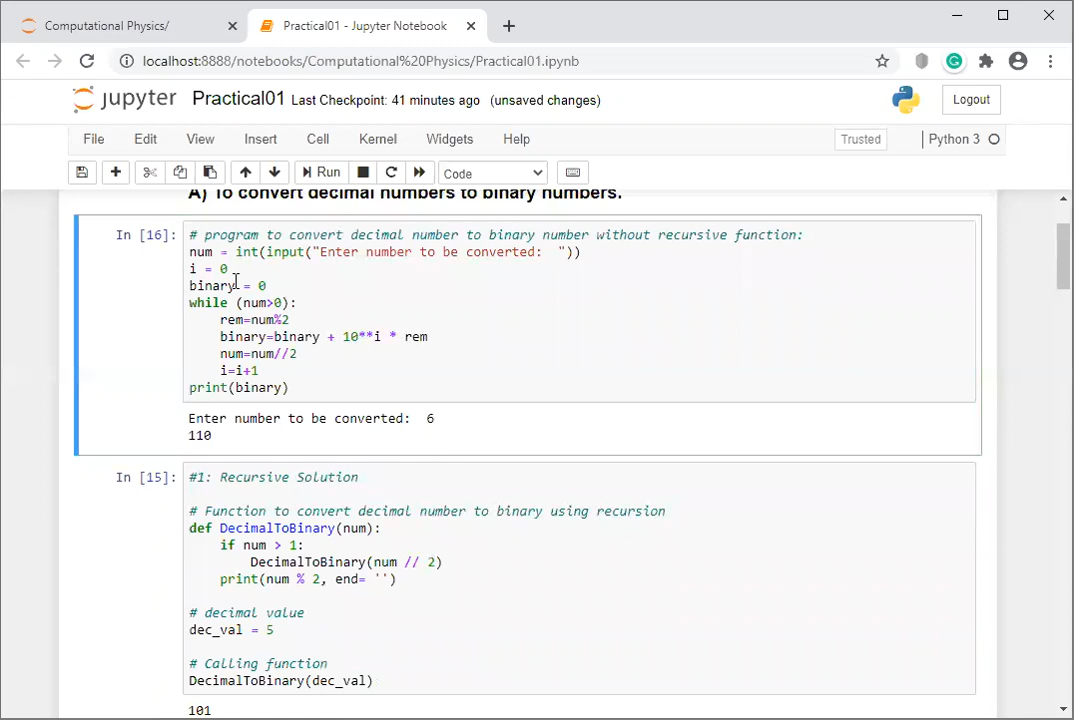 Computational Physics/
Practical01 - Jupyter Notebook
localhost:8888/notebooks/Computational%20Physics/Practical01.ipynb
jupyter Practical01 Last Checkpoint: 41 minutes ago (unsaved changes)
Logout
File Edit View Insert Cell Kernel Widgets Help
Trusted
Python 3
Run
Code
A) To convert decimal numbers to binary numbers.
In [16]:
# program to convert decimal number to binary number without recursive function:
num = int(input("Enter number to be converted:  "))
i = 0
binary = 0
while (num>0):
    rem=num%2
    binary=binary + 10**i * rem
    num=num//2
    i=i+1
print(binary)
Enter number to be converted:  6
110
In [15]:
#1: Recursive Solution
# Function to convert decimal number to binary using recursion
def DecimalToBinary(num):
    if num > 1:
        DecimalToBinary(num // 2)
    print(num % 2, end= '')
# decimal value
dec_val = 5
# Calling function
DecimalToBinary(dec_val)
101